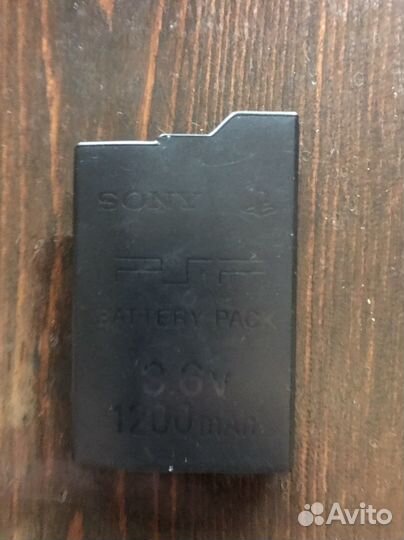 SONY
PSP
BATTERY PACK
3.6V
1200mAh
Avito